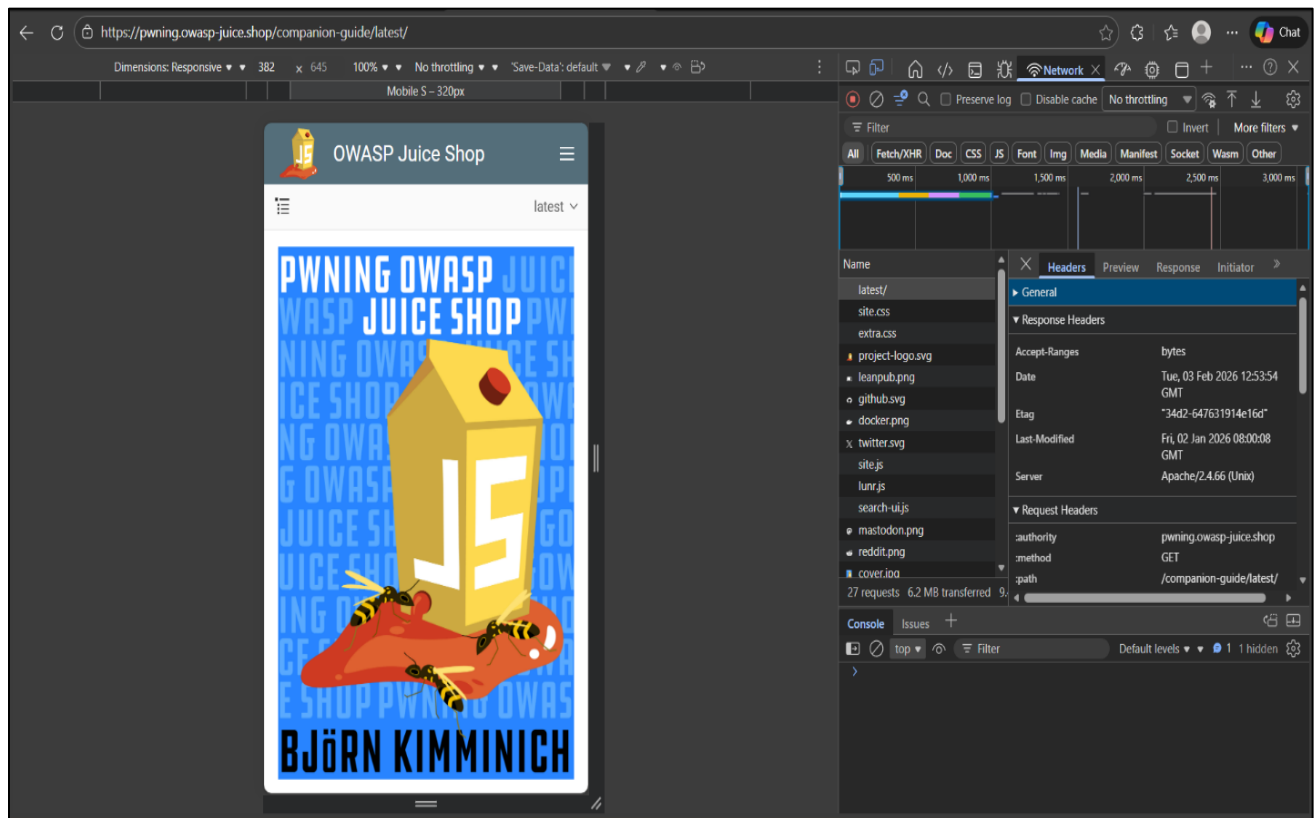 https://pwning.owasp-juice.shop/companion-guide/latest/
Chat
Dimensions: Responsive 382 x 645 100% No throttling 'Save-Data': default
Mobile S – 320px
JS
OWASP Juice Shop
latest
PWNING OWASP JUIC
WASP JUICE SHOP PW
JS
BJÖRN KIMMINICH
Network
Preserve log Disable cache No throttling
Filter Invert More filters
All Fetch/XHR Doc CSS JS Font Img Media Manifest Socket Wasm Other
500 ms 1,000 ms 1,500 ms 2,000 ms 2,500 ms 3,000 ms
Name
latest/
site.css
extra.css
project-logo.svg
leanpub.png
github.svg
docker.png
twitter.svg
site.js
lunr.js
search-ui.js
mastodon.png
reddit.png
cover.jpg
27 requests 6.2 MB transferred 9.
Headers Preview Response Initiator
General
Response Headers
Accept-Ranges bytes
Date Tue, 03 Feb 2026 12:53:54
GMT
Etag "34d2-647631914e16d"
Last-Modified Fri, 02 Jan 2026 08:00:08
GMT
Server Apache/2.4.66 (Unix)
Request Headers
:authority pwning.owasp-juice.shop
:method GET
:path /companion-guide/latest/
Console Issues
top Filter Default levels 1 1 hidden